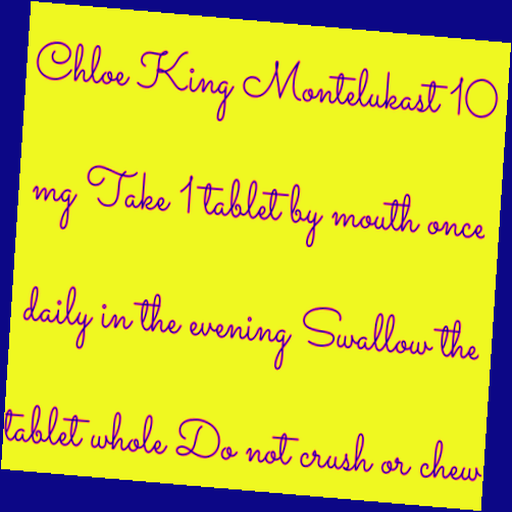 Chloe King Montelukast 10
mg Take 1 tablet by mouth once
daily in the evening Swallow the
tablet whole Do not crush or chew